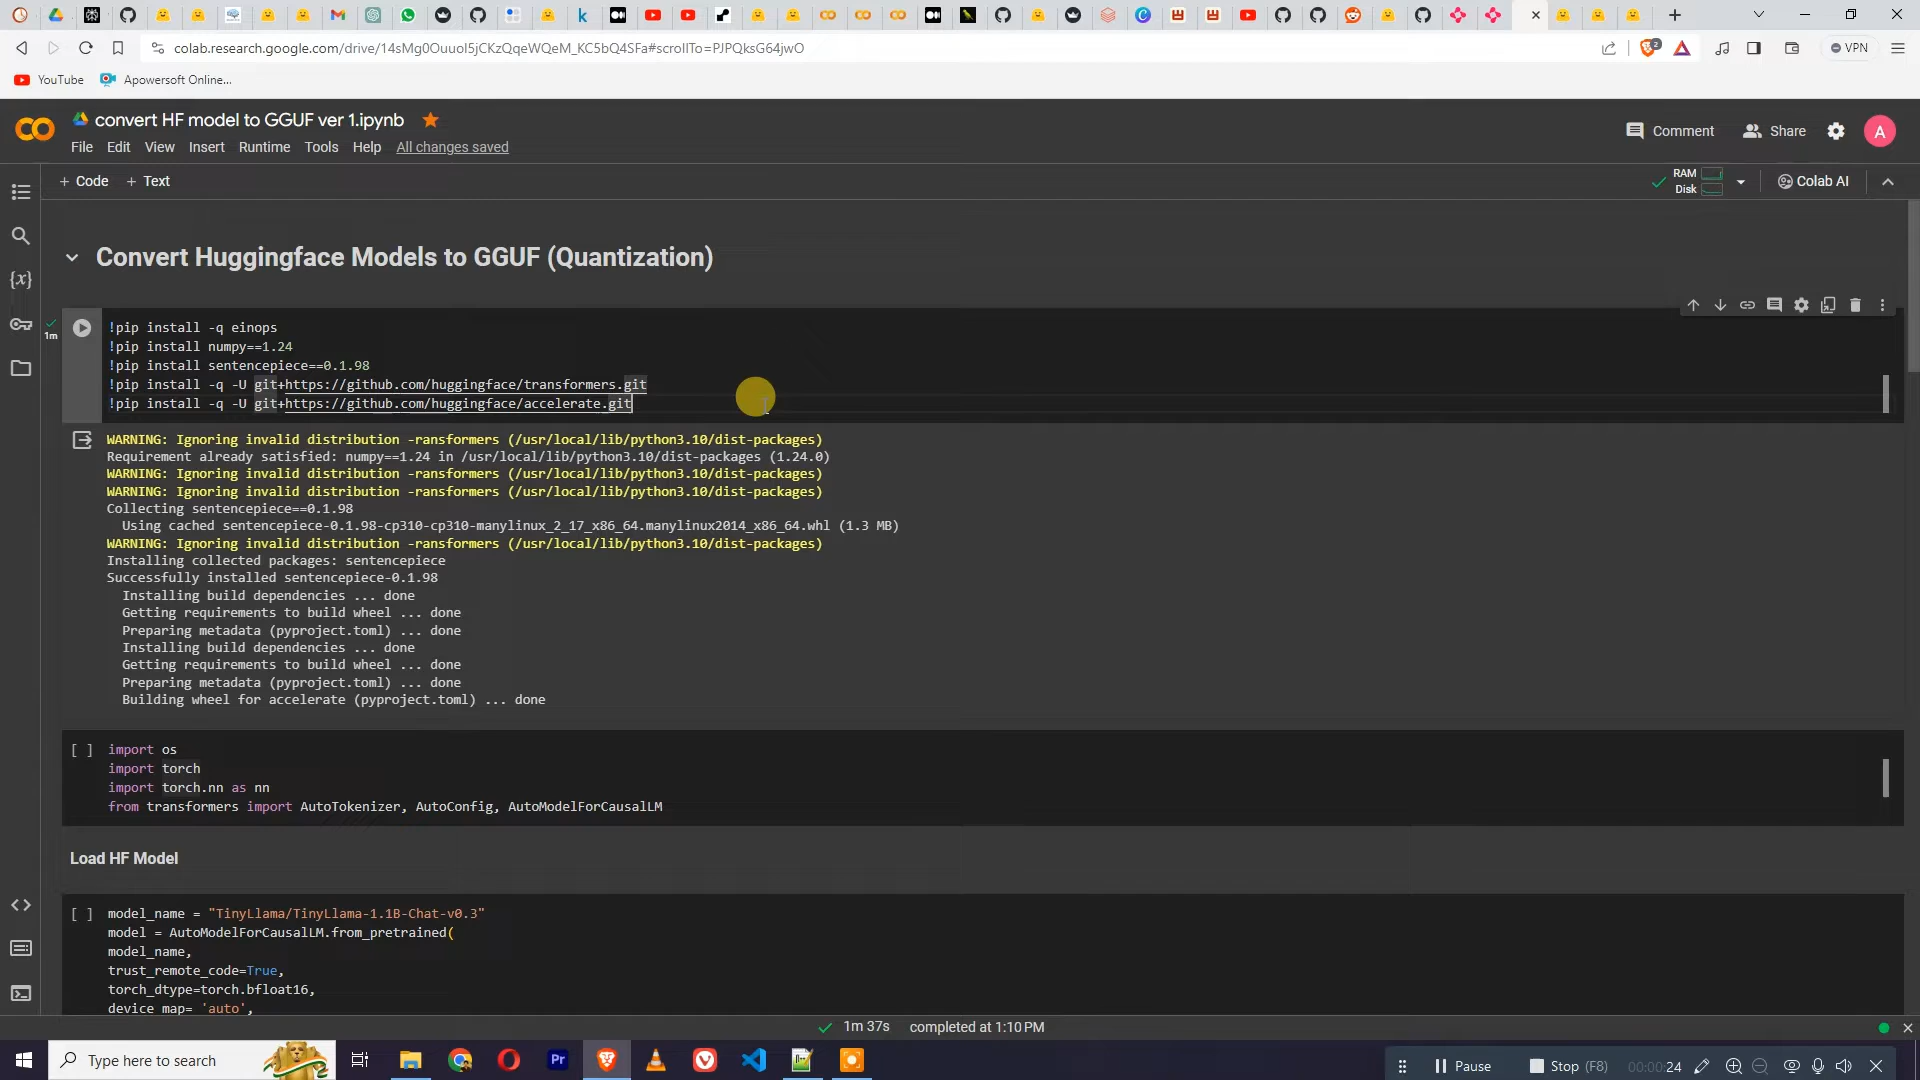 colab.research.google.com/drive/14sMg0OuuoI5jCKzQqeWQeM_KC5bQ4SFa#scrollTo=PJPQksG64jwO
2
VPN
YouTube
Apowersoft Online...
convert HF model to GGUF ver 1.ipynb
Comment
Share
A
File Edit View Insert Runtime Tools Help All changes saved
+ Code + Text
RAM
Disk
Colab AI
Convert Huggingface Models to GGUF (Quantization)
1m
!pip install -q einops
!pip install numpy==1.24
!pip install sentencepiece==0.1.98
!pip install -q -U git+https://github.com/huggingface/transformers.git
!pip install -q -U git+https://github.com/huggingface/accelerate.git
WARNING: Ignoring invalid distribution -ransformers (/usr/local/lib/python3.10/dist-packages)
Requirement already satisfied: numpy==1.24 in /usr/local/lib/python3.10/dist-packages (1.24.0)
WARNING: Ignoring invalid distribution -ransformers (/usr/local/lib/python3.10/dist-packages)
WARNING: Ignoring invalid distribution -ransformers (/usr/local/lib/python3.10/dist-packages)
Collecting sentencepiece==0.1.98
Using cached sentencepiece-0.1.98-cp310-cp310-manylinux_2_17_x86_64.manylinux2014_x86_64.whl (1.3 MB)
WARNING: Ignoring invalid distribution -ransformers (/usr/local/lib/python3.10/dist-packages)
Installing collected packages: sentencepiece
Successfully installed sentencepiece-0.1.98
Installing build dependencies ... done
Getting requirements to build wheel ... done
Preparing metadata (pyproject.toml) ... done
Installing build dependencies ... done
Getting requirements to build wheel ... done
Preparing metadata (pyproject.toml) ... done
Building wheel for accelerate (pyproject.toml) ... done
[ ] import os
import torch
import torch.nn as nn
from transformers import AutoTokenizer, AutoConfig, AutoModelForCausalLM
Load HF Model
[ ] model_name = "TinyLlama/TinyLlama-1.1B-Chat-v0.3"
model = AutoModelForCausalLM.from_pretrained(
model_name,
trust_remote_code=True,
torch_dtype=torch.bfloat16,
device_map= 'auto',
1m 37s completed at 1:10 PM
Type here to search
Pr
Pause
Stop (F8)
00:00:24